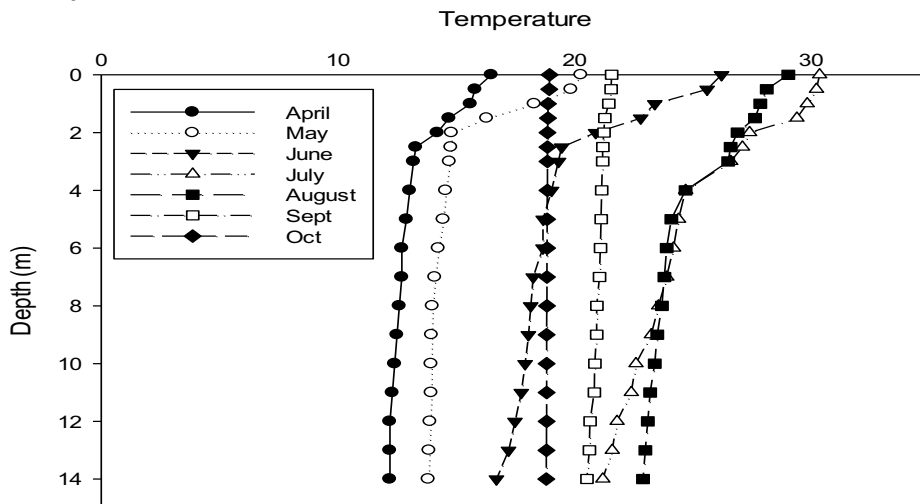 Temperature
0 10 20 30
0
April
May
2
June
July
4
August
Sept
Oct
6
Depth (m)
8
10
12
14